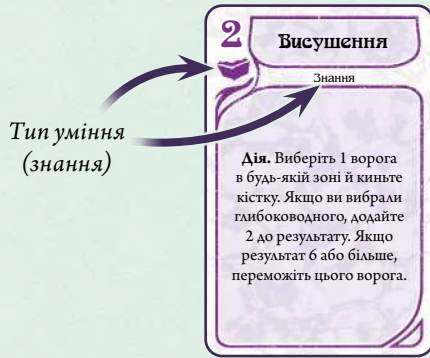 2
Висушення
Знання
Тип уміння
(знання)
Дія. Виберіть 1 ворога
в будь-якій зоні й киньте
кістку. Якщо ви вибрали
глибоководного, додайте
2 до результату. Якщо
результат 6 або більше,
переможіть цього ворога.